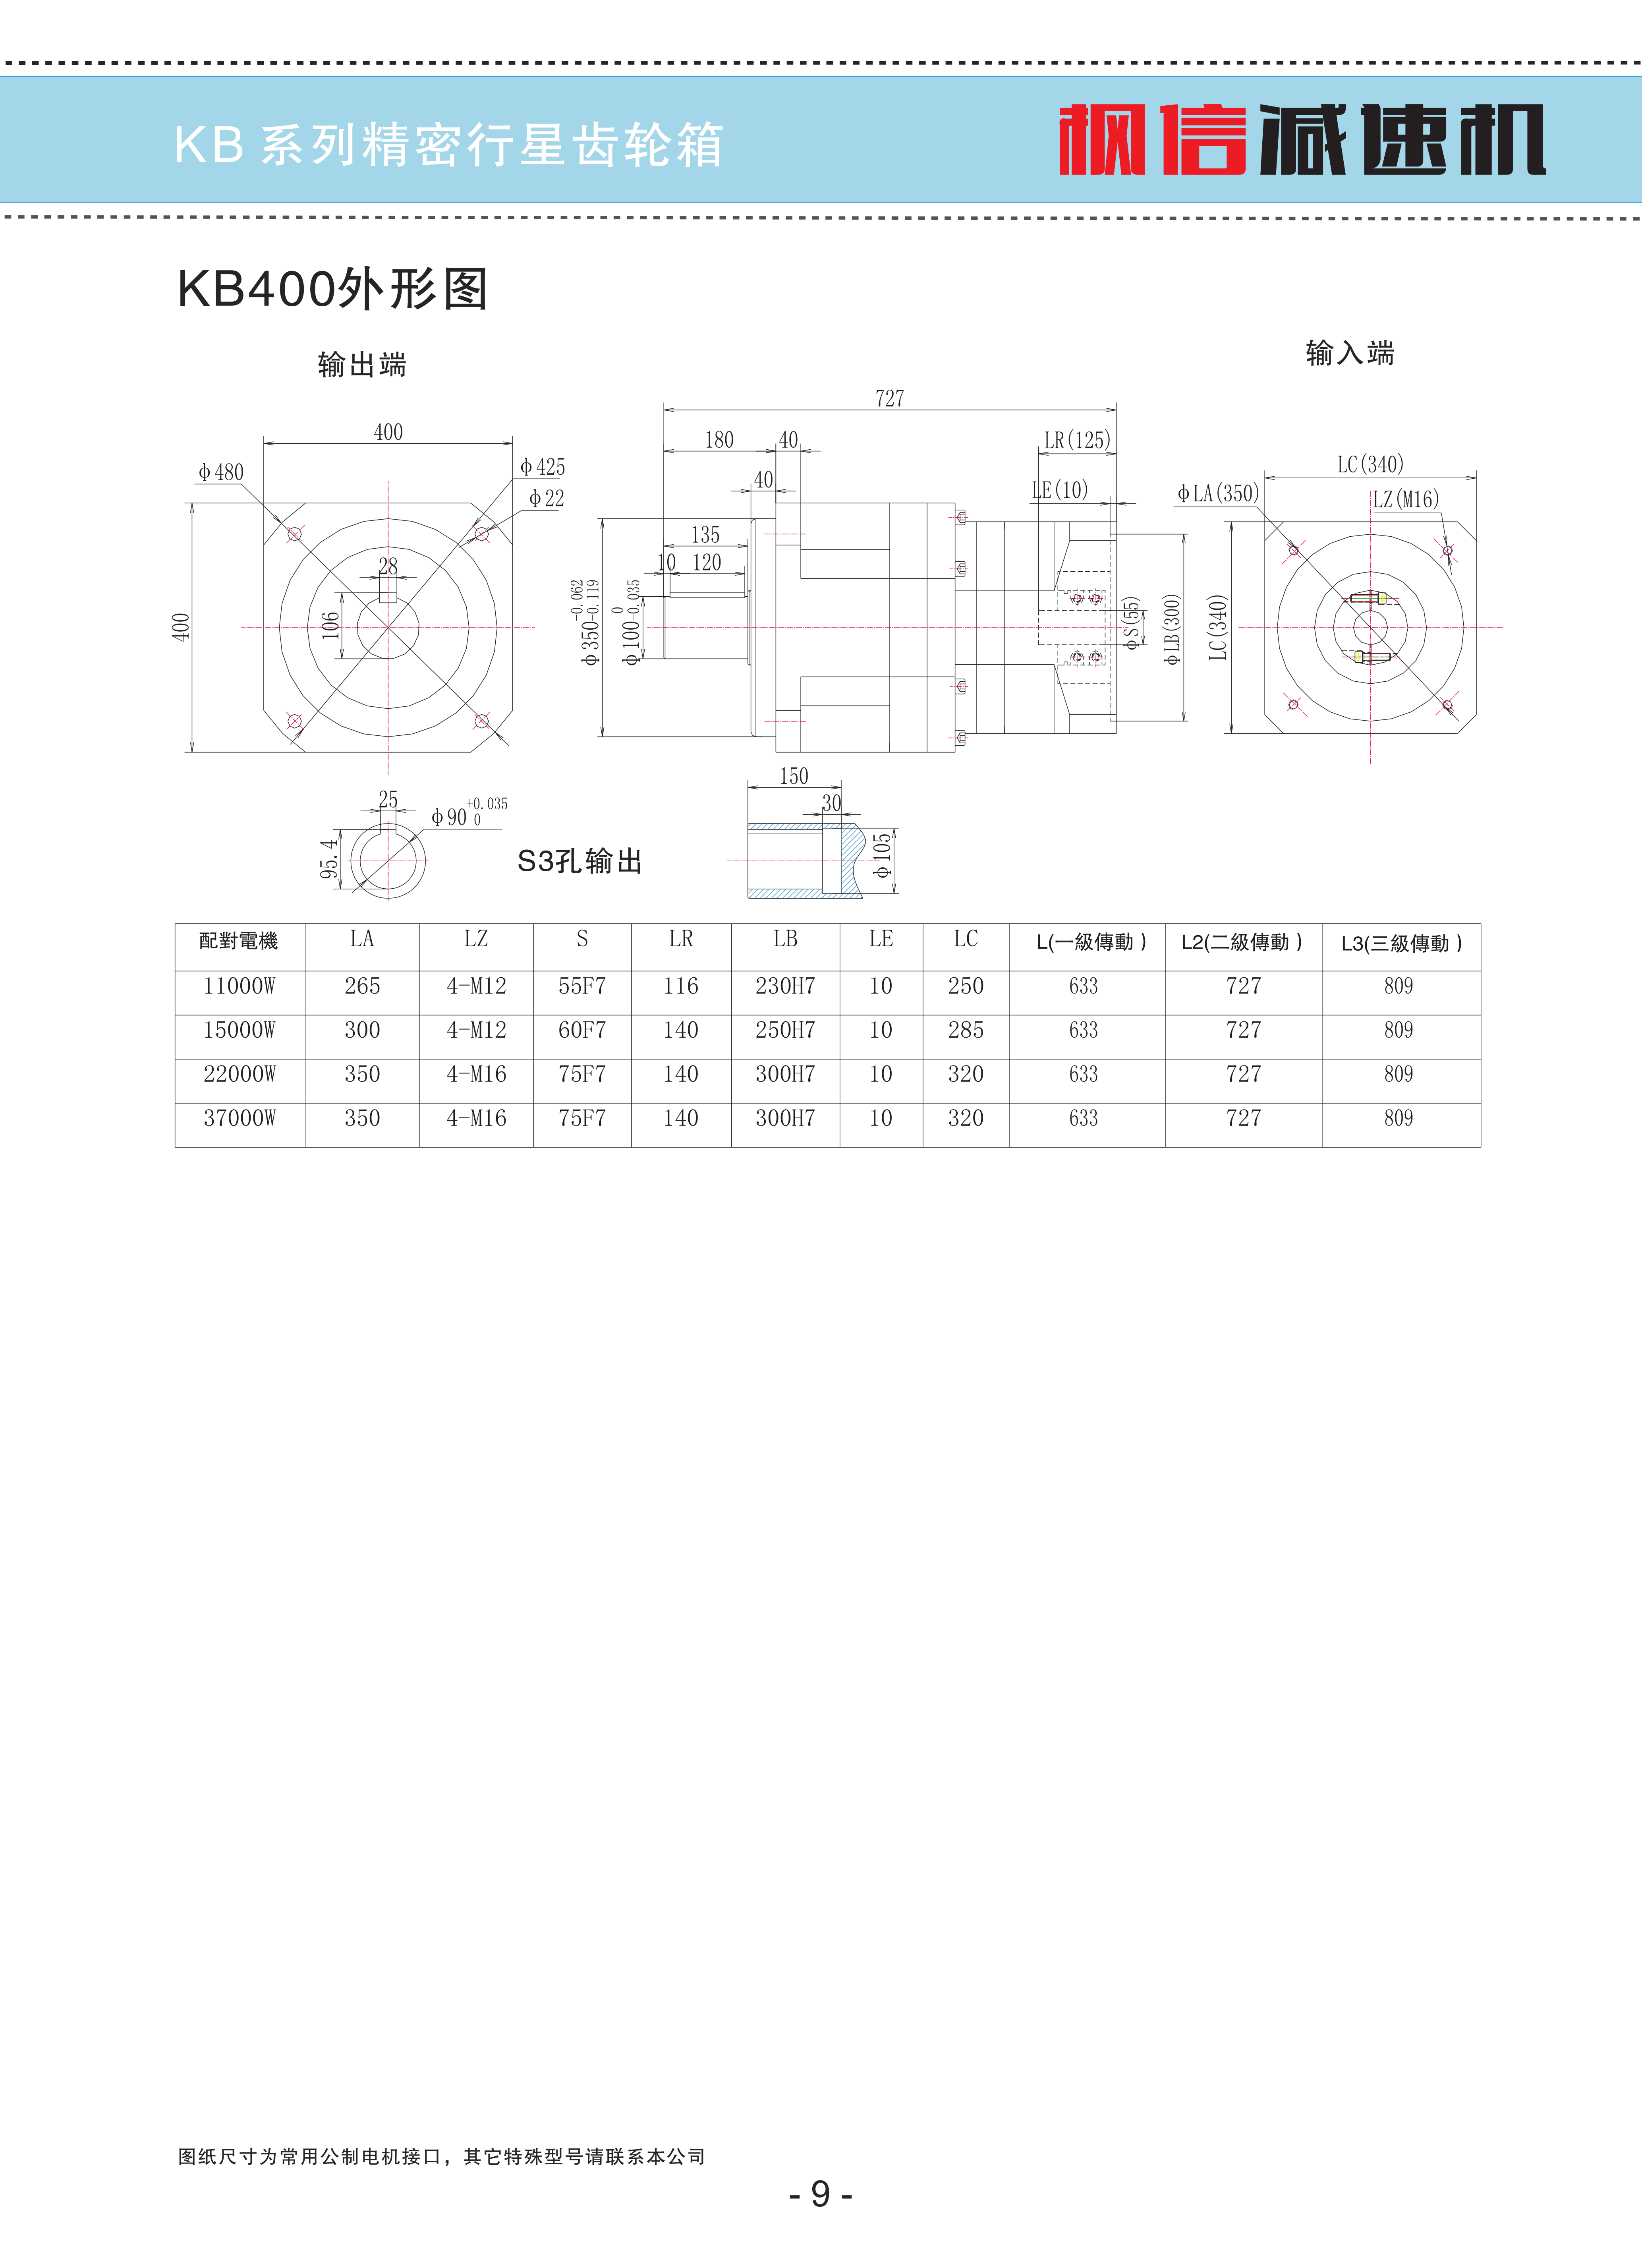 KB 系列精密行星齿轮箱
枫信减速机
KB400外形图
输出端
输入端
727
400
180
40
LR(125)
LC(340)
φ480
φ425
40
LE(10)
φLA(350)
LZ(M16)
φ22
135
10
120
28
106
400
φ350-0.062-0.119
φ100 0 -0.035
φS(55)
φLB(300)
LC(340)
150
25
φ90+0.035 0
30
95.4
S3孔输出
φ105
配對電機 LA LZ S LR LB LE LC L(一級傳動) L2(二級傳動) L3(三級傳動)
11000W 265 4-M12 55F7 116 230H7 10 250 633 727 809
15000W 300 4-M12 60F7 140 250H7 10 285 633 727 809
22000W 350 4-M16 75F7 140 300H7 10 320 633 727 809
37000W 350 4-M16 75F7 140 300H7 10 320 633 727 809
图纸尺寸为常用公制电机接口，其它特殊型号请联系本公司
- 9 -